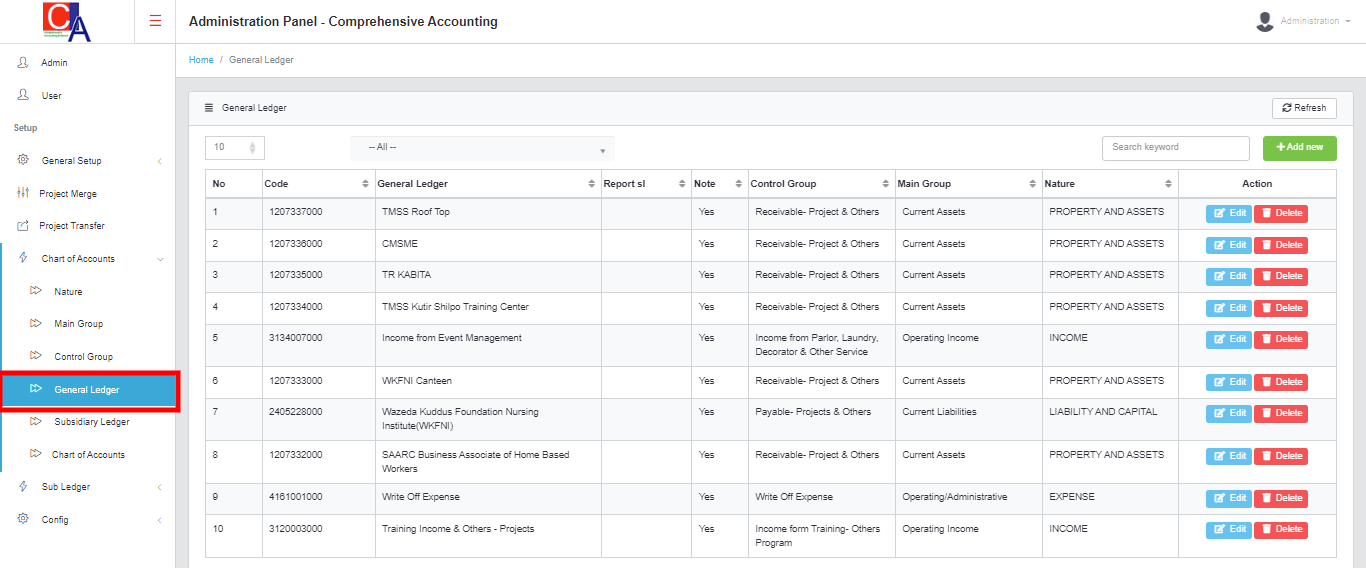 CA
Administration Panel - Comprehensive Accounting
Administration
Admin
User
Setup
General Setup
Project Merge
Project Transfer
Chart of Accounts
Nature
Main Group
Control Group
General Ledger
Subsidiary Ledger
Chart of Accounts
Sub Ledger
Config
Home / General Ledger
General Ledger
Refresh
10
-- All --
Search keyword
+ Add new
No Code General Ledger Report sl Note Control Group Main Group Nature Action
1 1207337000 TMSS Roof Top Yes Receivable- Project & Others Current Assets PROPERTY AND ASSETS Edit Delete
2 1207336000 CMSME Yes Receivable- Project & Others Current Assets PROPERTY AND ASSETS Edit Delete
3 1207335000 TR KABITA Yes Receivable- Project & Others Current Assets PROPERTY AND ASSETS Edit Delete
4 1207334000 TMSS Kutir Shilpo Training Center Yes Receivable- Project & Others Current Assets PROPERTY AND ASSETS Edit Delete
5 3134007000 Income from Event Management Yes Income from Parlor, Laundry, Operating Income INCOME Edit Delete
Decorator & Other Service
6 1207333000 WKFNI Canteen Yes Receivable- Project & Others Current Assets PROPERTY AND ASSETS Edit Delete
7 2405228000 Wazeda Kuddus Foundation Nursing Yes Payable- Projects & Others Current Liabilities LIABILITY AND CAPITAL Edit Delete
Institute(WKFNI)
8 1207332000 SAARC Business Associate of Home Based Yes Receivable- Project & Others Current Assets PROPERTY AND ASSETS Edit Delete
Workers
9 4161001000 Write Off Expense Yes Write Off Expense Operating/Administrative EXPENSE Edit Delete
10 3120003000 Training Income & Others - Projects Yes Income form Training- Others Operating Income INCOME Edit Delete
Program